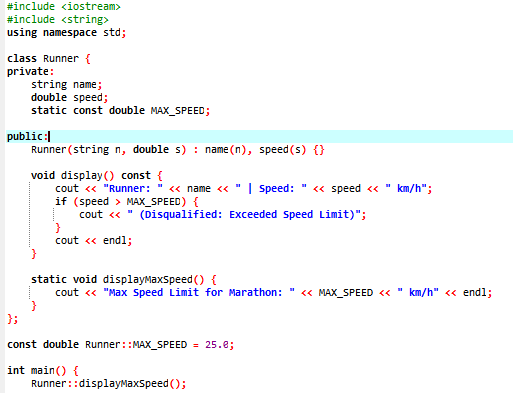 #include <iostream>
#include <string>
using namespace std;

class Runner {
private:
    string name;
    double speed;
    static const double MAX_SPEED;

public:
    Runner(string n, double s) : name(n), speed(s) {}

    void display() const {
        cout << "Runner: " << name << " | Speed: " << speed << " km/h";
        if (speed > MAX_SPEED) {
            cout << " (Disqualified: Exceeded Speed Limit)";
        }
        cout << endl;
    }

    static void displayMaxSpeed() {
        cout << "Max Speed Limit for Marathon: " << MAX_SPEED << " km/h" << endl;
    }
};

const double Runner::MAX_SPEED = 25.0;

int main() {
    Runner::displayMaxSpeed();